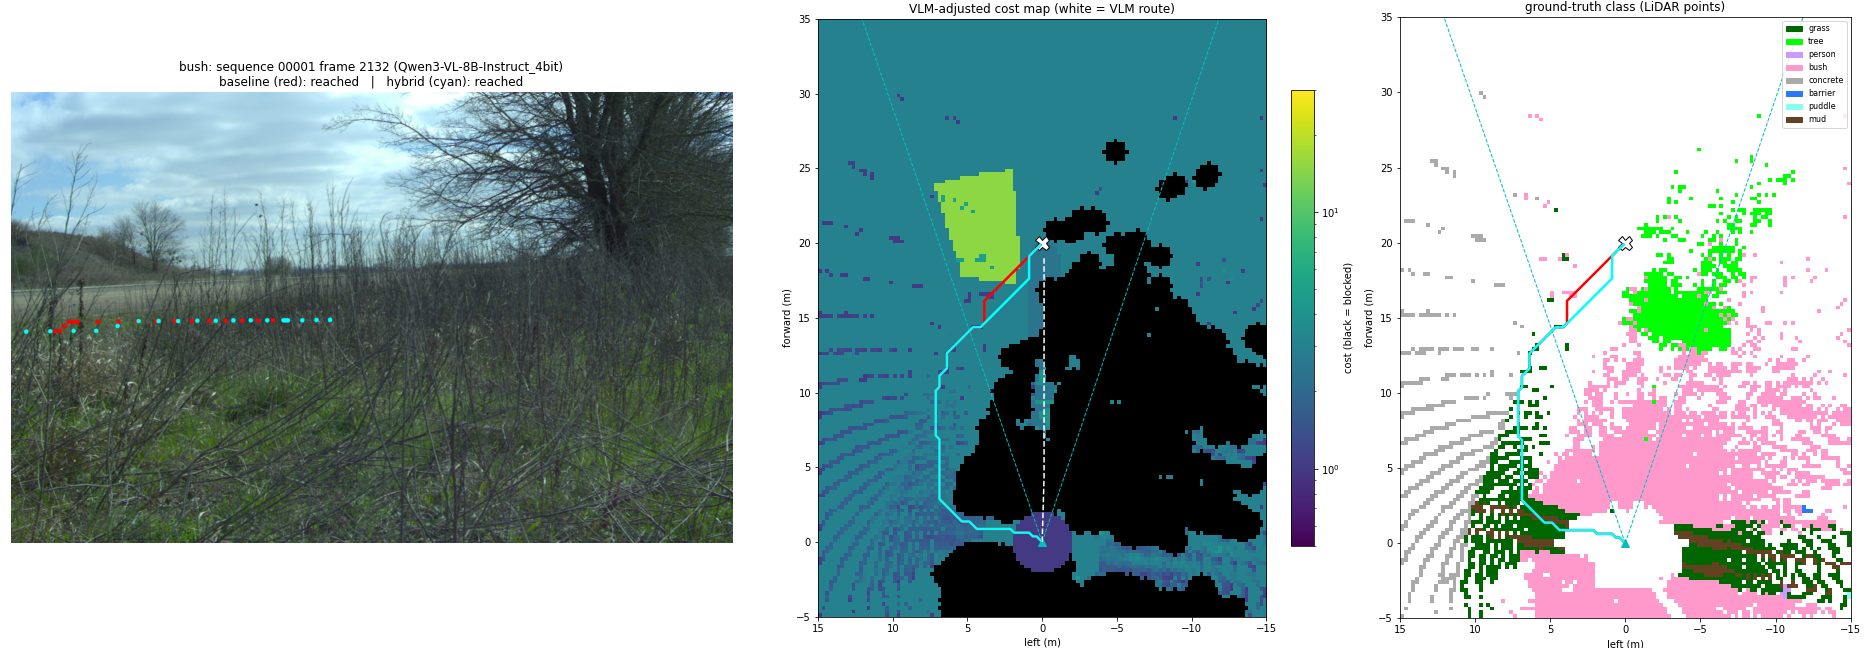 bush: sequence 00001 frame 2132 (Qwen3-VL-8B-Instruct_4bit)
baseline (red): reached | hybrid (cyan): reached
VLM-adjusted cost map (white = VLM route)
35
30
25
20
15
10
5
0
−5
forward (m)
15 10 5 0 −5 −10 −15
left (m)
10¹
10⁰
cost (black = blocked)
ground-truth class (LiDAR points)
35
30
25
20
15
10
5
0
−5
forward (m)
15 10 5 0 −5 −10 −15
left (m)
grass
tree
person
bush
concrete
barrier
puddle
mud